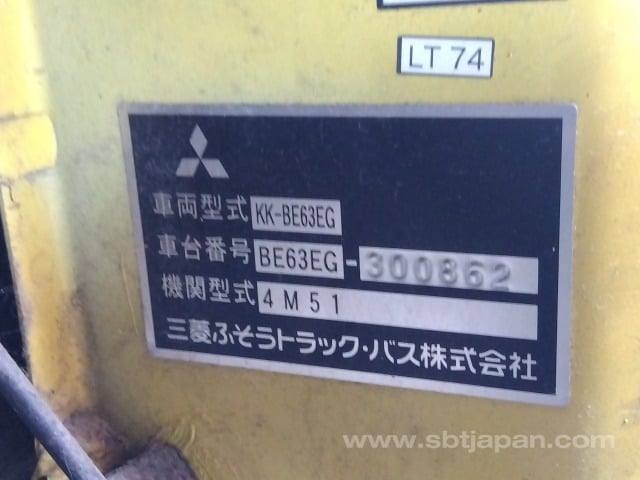 LT 74
車両型式 KK-BE63EG
車台番号 BE63EG-300862
機関型式 4M51
三菱ふそうトラック・バス株式会社
www.sbtjapan.com